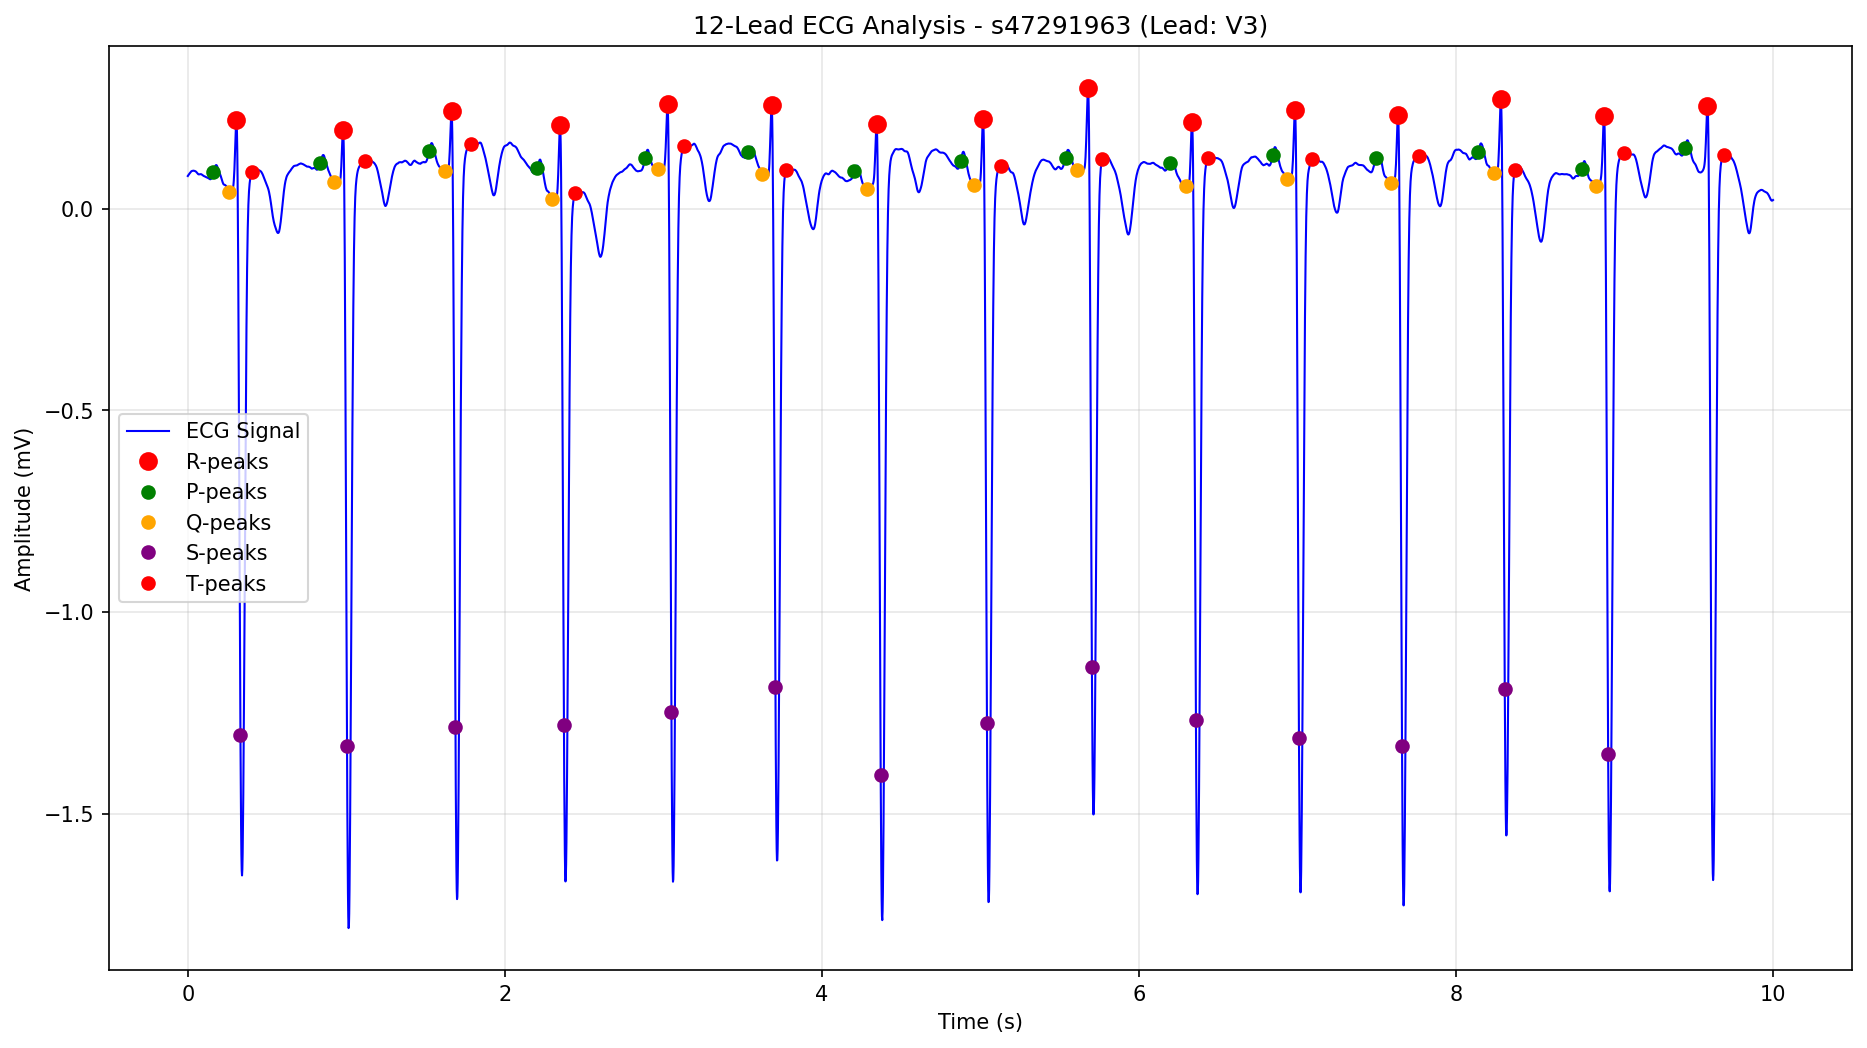 12-Lead ECG Analysis - s47291963 (Lead: V3)
0.0
−0.5
−1.0
−1.5
Amplitude (mV)
ECG Signal
R-peaks
P-peaks
Q-peaks
S-peaks
T-peaks
0
2
4
6
8
10
Time (s)